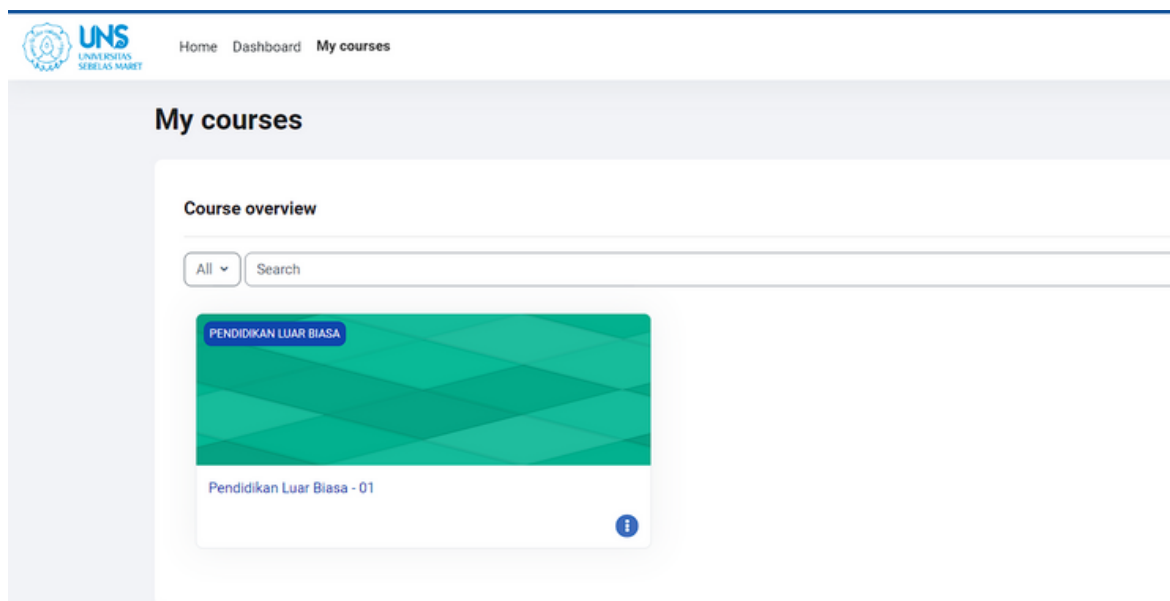 UNS
UNIVERSITAS
SEBELAS MARET
Home Dashboard My courses
My courses
Course overview
All Search
PENDIDIKAN LUAR BIASA
Pendidikan Luar Biasa - 01